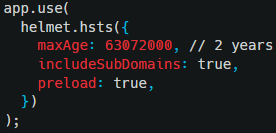 app.use(
  helmet.hsts({
    maxAge: 63072000, // 2 years
    includeSubDomains: true,
    preload: true,
  })
);